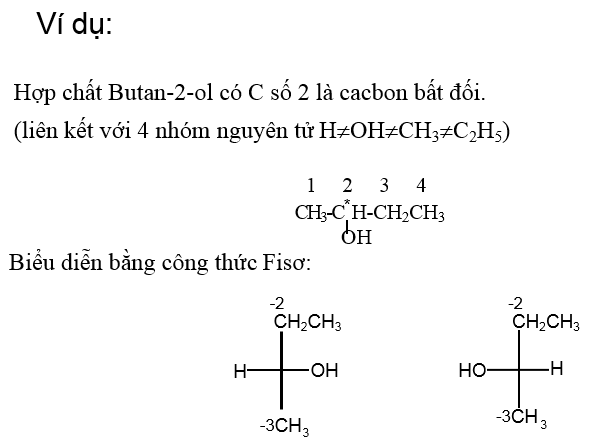 Ví dụ:
Hợp chất Butan-2-ol có C số 2 là cacbon bất đối.
(liên kết với 4 nhóm nguyên tử H≠OH≠CH₃≠C₂H₅)
1 2 3 4
CH₃-C*H-CH₂CH₃
OH
Biểu diễn bằng công thức Fisơ:
-2 -2
CH₂CH₃ CH₂CH₃
H OH HO H
-3CH₃ -3CH₃